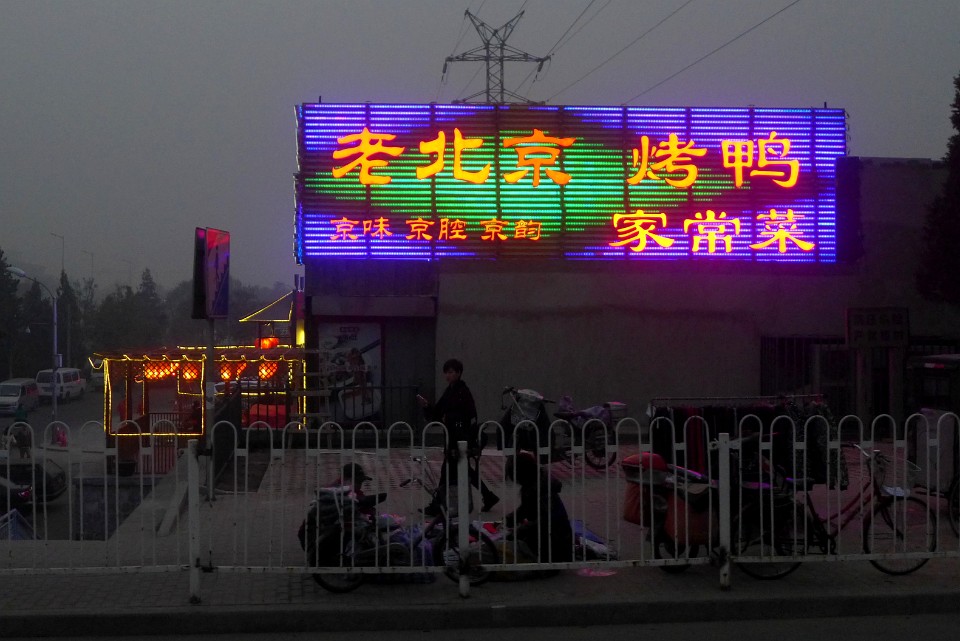 老北京 烤鸭
京味 京腔 京韵 家常菜